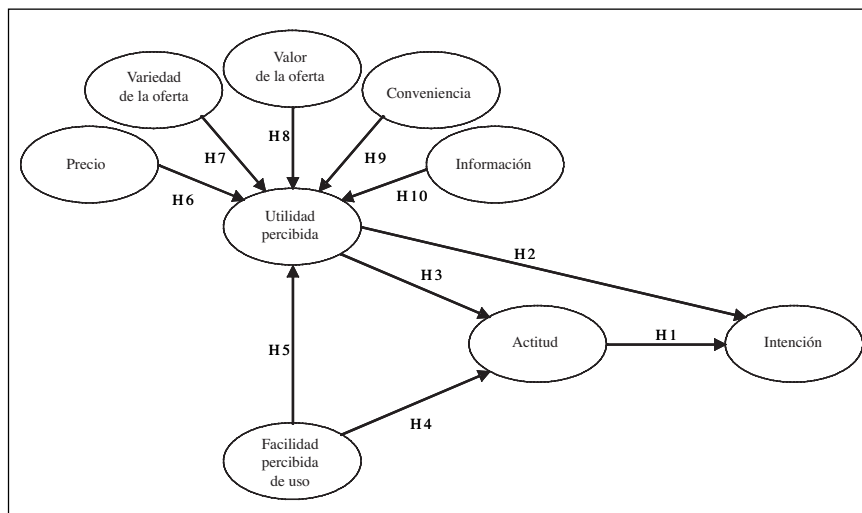 Valor
de la oferta
Variedad
de la oferta
Conveniencia
H8
H7
H9
Precio
Información
H6
H10
Utilidad
percibida
H2
H3
H1
Actitud
Intención
H5
H4
Facilidad
percibida
de uso